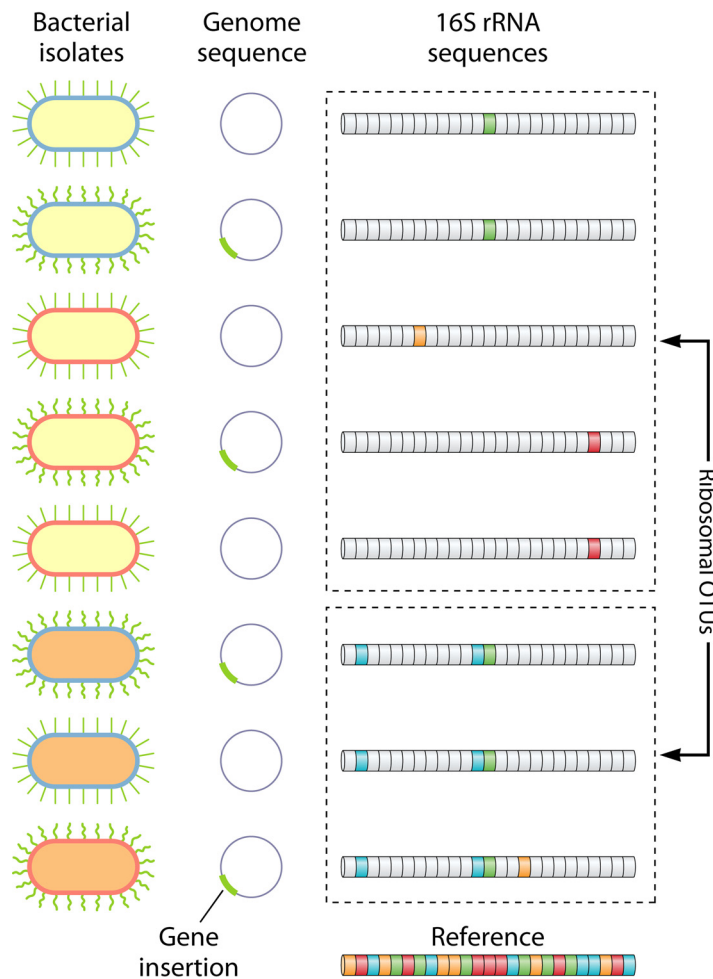 Bacterial
isolates
Genome
sequence
16S rRNA
sequences
Ribosomal OTUs
Gene
insertion
Reference